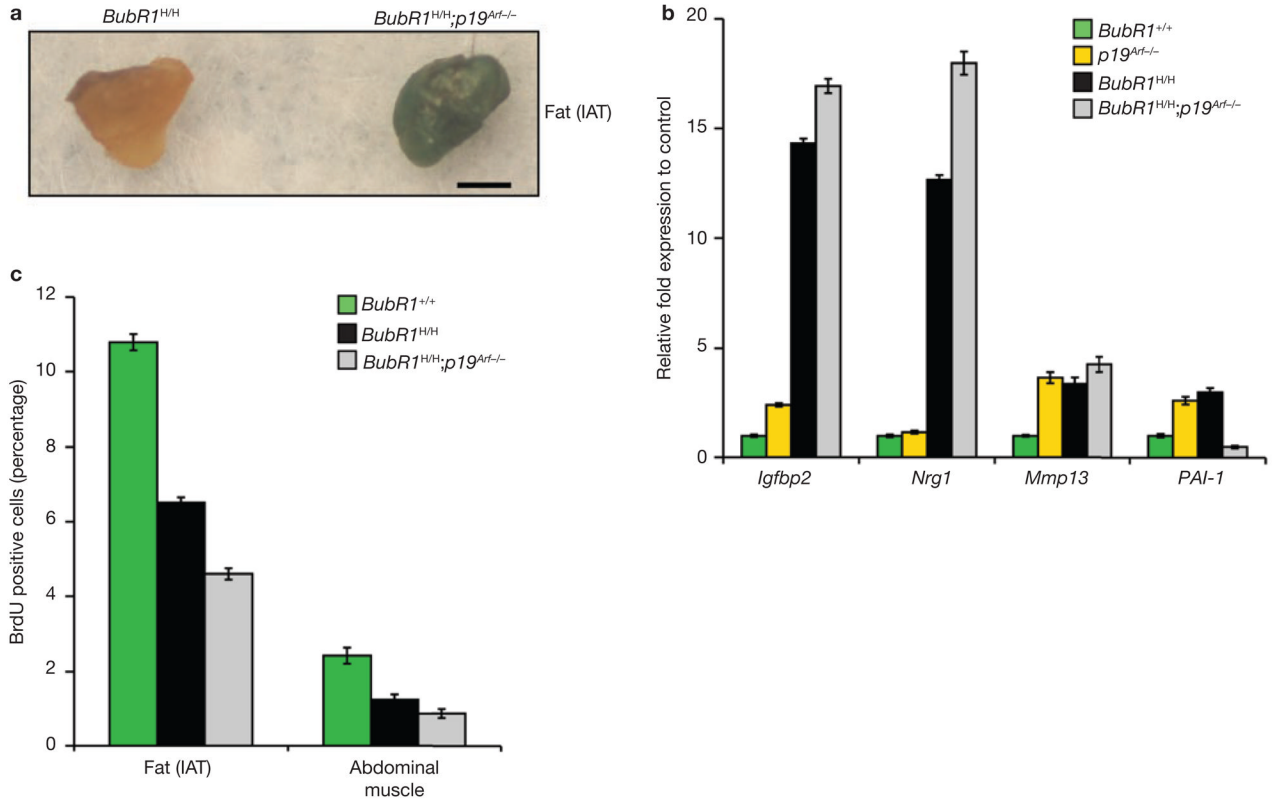 a
BubR1H/H
BubR1H/H;p19Arf–/–
Fat (IAT)
b
Relative fold expression to control
20
15
10
5
0
BubR1+/+
p19Arf–/–
BubR1H/H
BubR1H/H;p19Arf–/–
Igfbp2
Nrg1
Mmp13
PAI-1
c
BrdU positive cells (percentage)
12
10
8
6
4
2
0
BubR1+/+
BubR1H/H
BubR1H/H;p19Arf–/–
Fat (IAT)
Abdominal
muscle